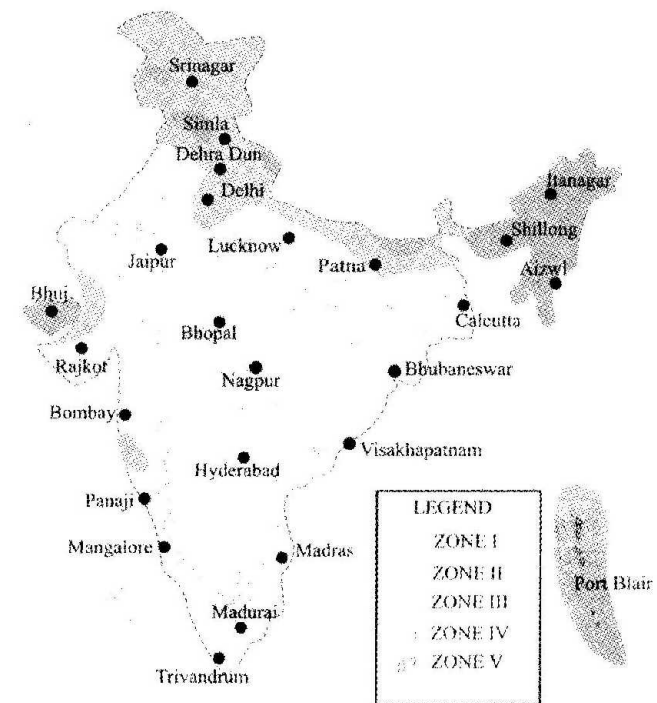 Srinagar
Simla
Dehra Dun
Delhi
Itanagar
Lucknow
Shillong
Jaipur
Patna
Aizwl
Bhuj
Calcutta
Bhopal
Rajkot
Nagpur
Bhubaneswar
Bombay
Visakhapatnam
Hyderabad
Panaji
LEGEND
ZONE I
Mangalore
Madras
ZONE II
Port Blair
ZONE III
Madurai
ZONE IV
ZONE V
Trivandrum